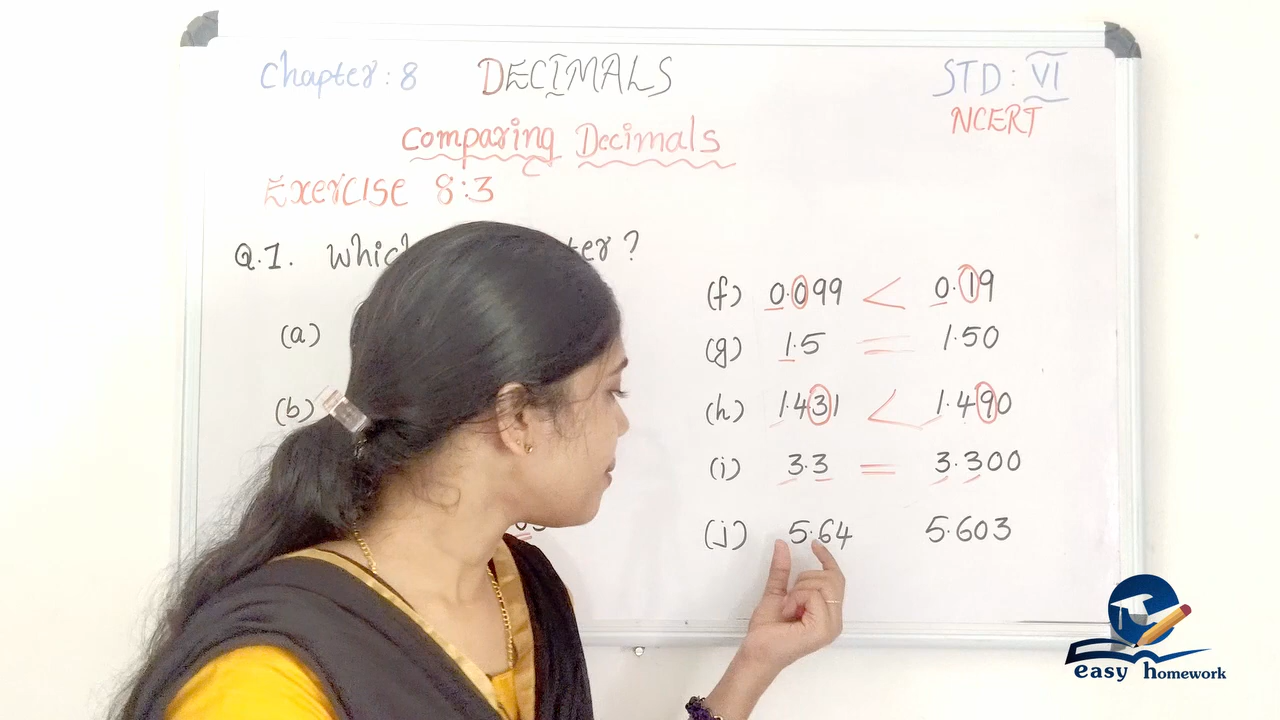 Chapter: 8 DECIMALS STD: VI
NCERT
Comparing Decimals
Exercise 8:3
Q.1. ?
(a)
(b)
(f) 0.099 < 0.19
(g) 1.5 = 1.50
(h) 1.431 < 1.490
(i) 3.3 = 3.300
(j) 5.64 5.603
easy homework